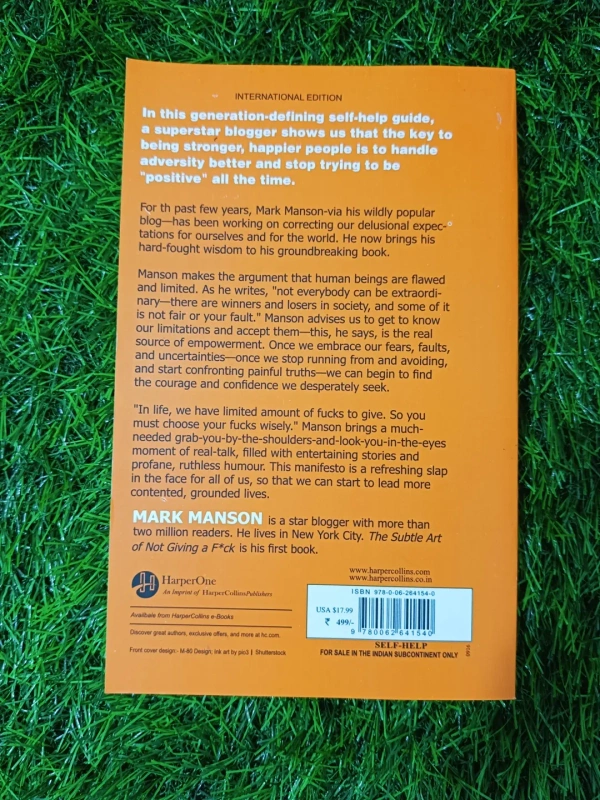 INTERNATIONAL EDITION
In this generation-defining self-help guide,
a superstar blogger shows us that the key to
being stronger, happier people is to handle
adversity better and stop trying to be
"positive" all the time.
For th past few years, Mark Manson-via his wildly popular
blog—has been working on correcting our delusional expec-
tations for ourselves and for the world. He now brings his
hard-fought wisdom to his groundbreaking book.
Manson makes the argument that human beings are flawed
and limited. As he writes, "not everybody can be extraordi-
nary—there are winners and losers in society, and some of it
is not fair or your fault." Manson advises us to get to know
our limitations and accept them—this, he says, is the real
source of empowerment. Once we embrace our fears, faults,
and uncertainties—once we stop running from and avoiding,
and start confronting painful truths—we can begin to find
the courage and confidence we desperately seek.
"In life, we have limited amount of fucks to give. So you
must choose your fucks wisely." Manson brings a much-
needed grab-you-by-the-shoulders-and-look-you-in-the-eyes
moment of real-talk, filled with entertaining stories and
profane, ruthless humour. This manifesto is a refreshing slap
in the face for all of us, so that we can start to lead more
contented, grounded lives.
MARK MANSON is a star blogger with more than
two million readers. He lives in New York City. The Subtle Art
of Not Giving a F*ck is his first book.
HarperOne
An Imprint of HarperCollinsPublishers
Availbale from HarperCollins e-Books
Discover great authors, exclusive offers, and more at hc.com.
Front cover design:- M-80 Design; Ink art by pic3 | Shutterstock
www.harpercollins.com
www.harpercollins.co.in
ISBN 978-0-06-264154-0
USA $17.99
₹ 499/-
9 780062 641540
SELF-HELP
FOR SALE IN THE INDIAN SUBCONTINENT ONLY